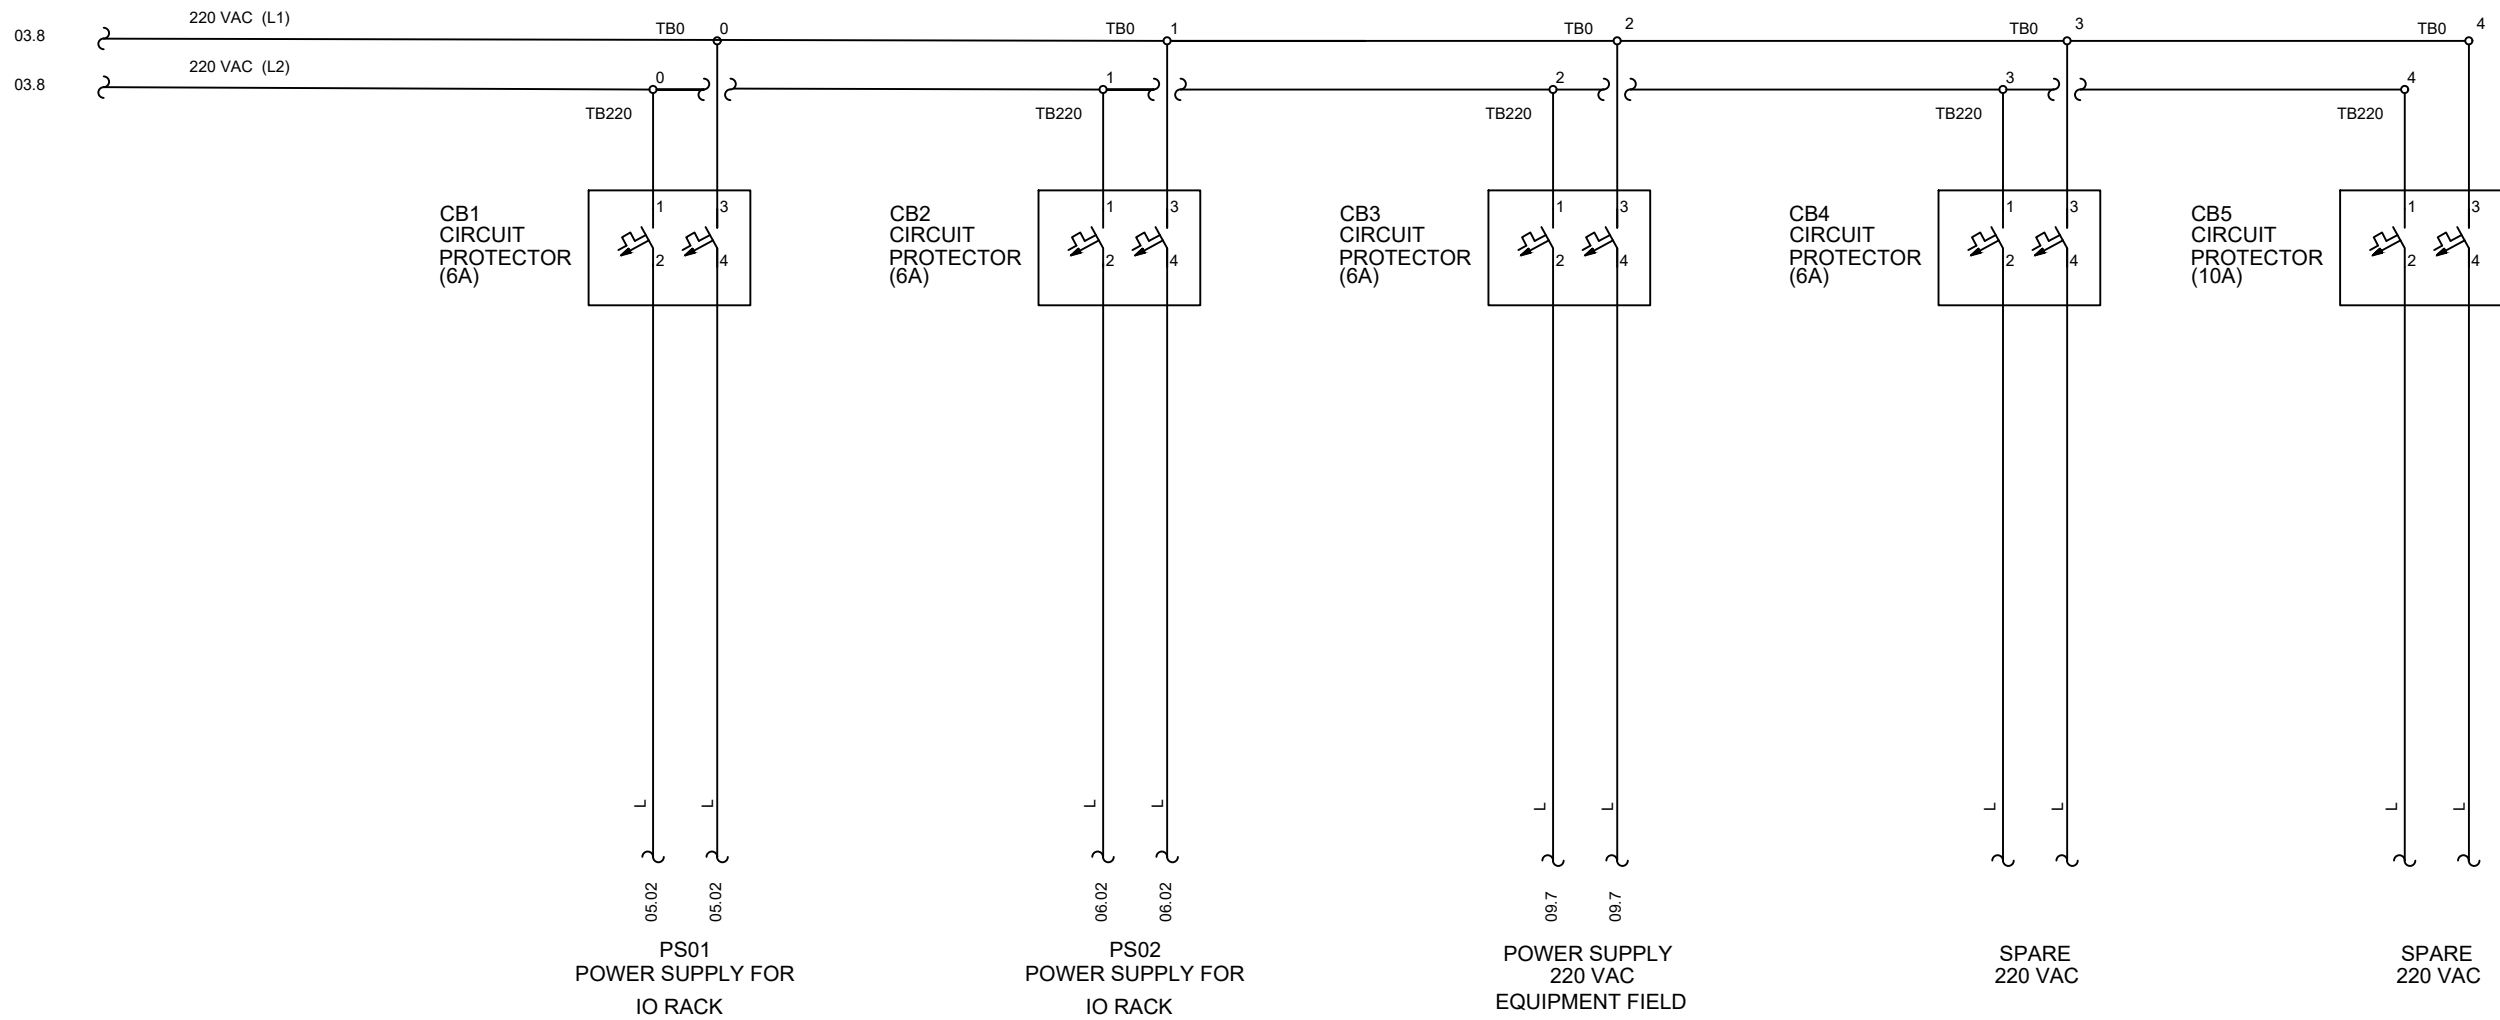 220 VAC (L1)
03.8
TB0 0
TB0 1
TB0 2
TB0 3
TB0 4
220 VAC (L2)
03.8
0
1
2
3
4
TB220
TB220
TB220
TB220
TB220
CB1
CIRCUIT
PROTECTOR
(6A)
1 3
2 4
CB2
CIRCUIT
PROTECTOR
(6A)
1 3
2 4
CB3
CIRCUIT
PROTECTOR
(6A)
1 3
2 4
CB4
CIRCUIT
PROTECTOR
(6A)
1 3
2 4
CB5
CIRCUIT
PROTECTOR
(10A)
1 3
2 4
L L
L L
L L
L L
L L
05.02
05.02
06.02
06.02
09.7
09.7
PS01
POWER SUPPLY FOR
IO RACK
PS02
POWER SUPPLY FOR
IO RACK
POWER SUPPLY
220 VAC
EQUIPMENT FIELD
SPARE
220 VAC
SPARE
220 VAC